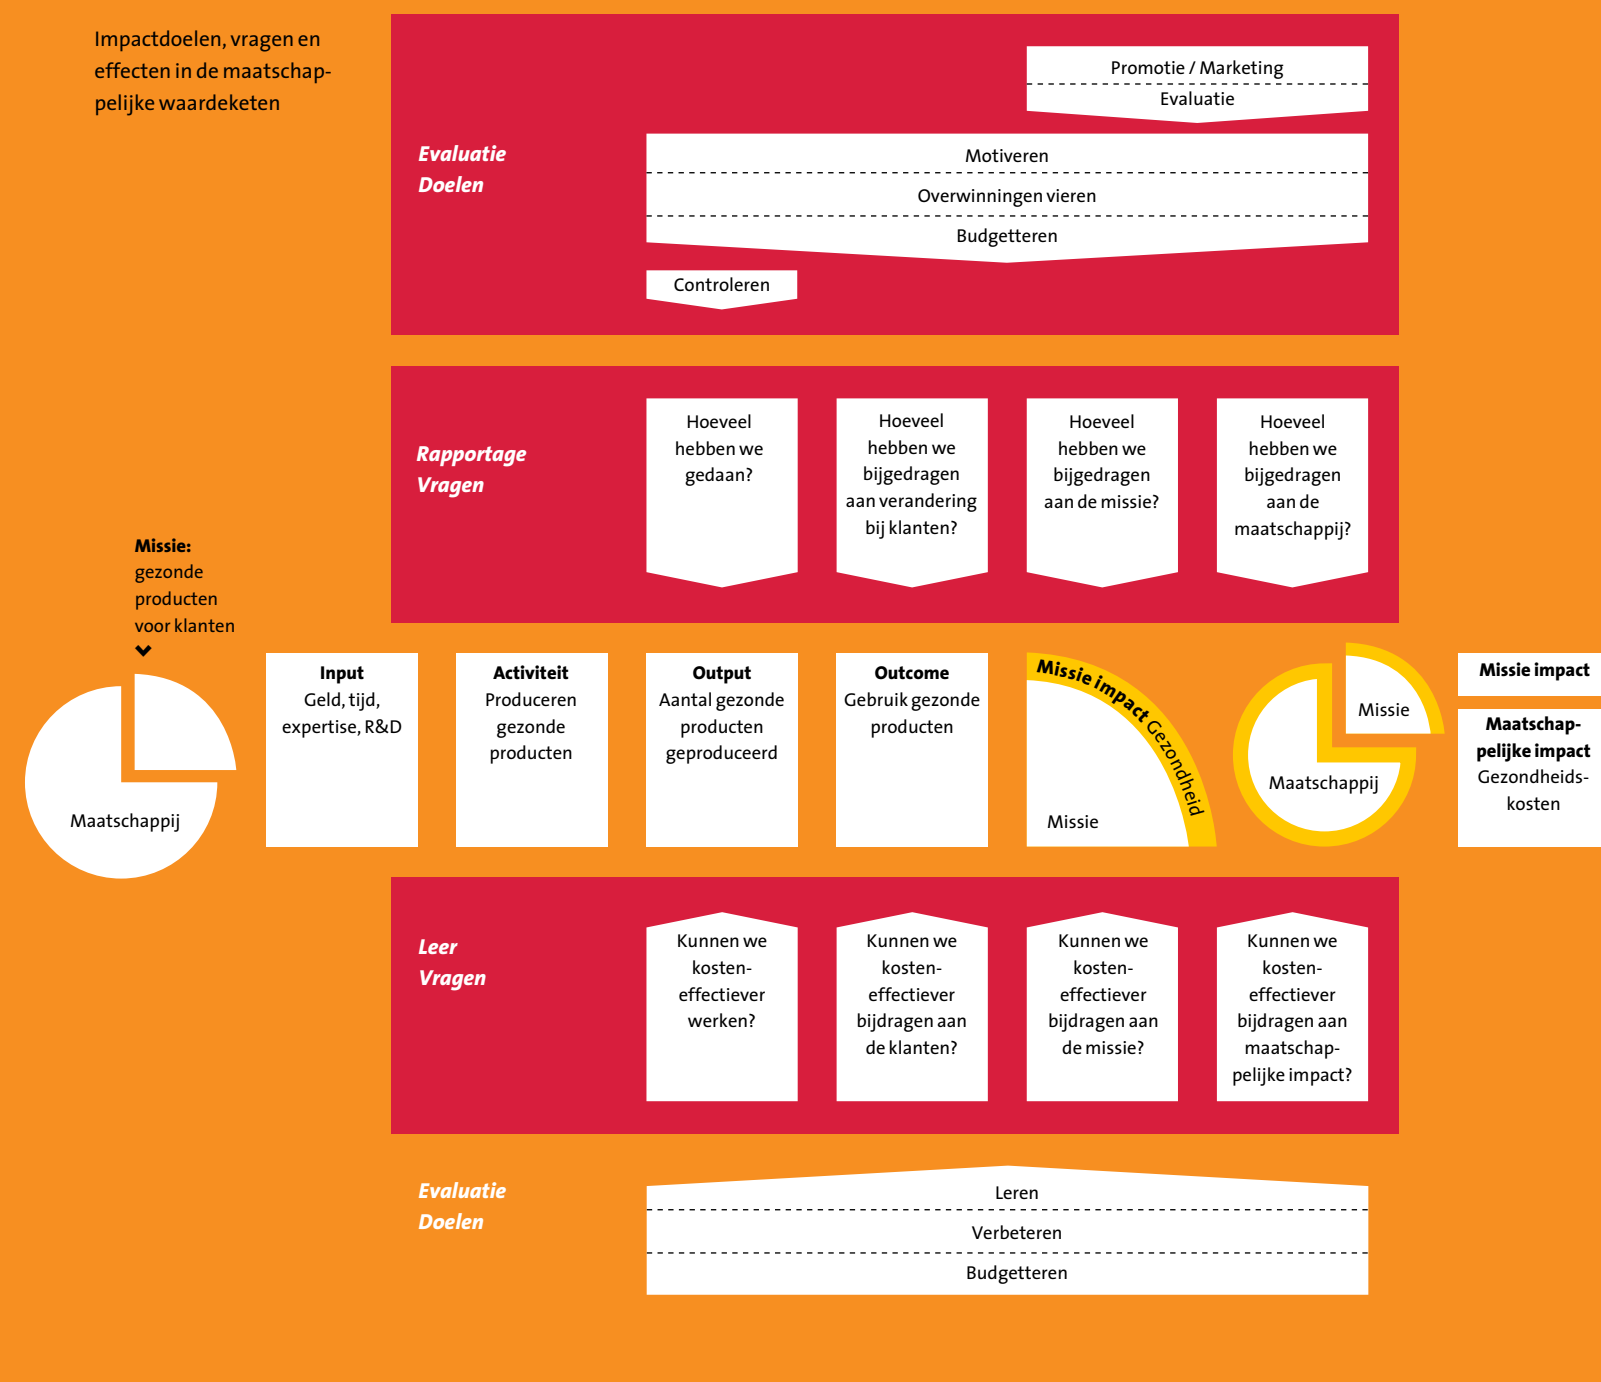 Impactdoelen, vragen en
effecten in de maatschap-
pelijke waardeketen
Evaluatie
Doelen
Promotie / Marketing
Evaluatie
Motiveren
Overwinningen vieren
Budgetteren
Controleren
Rapportage
Vragen
Hoeveel
hebben we
gedaan?
Hoeveel
hebben we
bijgedragen
aan verandering
bij klanten?
Hoeveel
hebben we
bijgedragen
aan de missie?
Hoeveel
hebben we
bijgedragen
aan de
maatschappij?
Missie:
gezonde
producten
voor klanten
Maatschappij
Input
Geld, tijd,
expertise, R&D
Activiteit
Produceren
gezonde
producten
Output
Aantal gezonde
producten
geproduceerd
Outcome
Gebruik gezonde
producten
Missie impact Gezondheid
Missie
Missie
Maatschappij
Missie impact
Maatschap-
pelijke impact
Gezondheids-
kosten
Leer
Vragen
Kunnen we
kosten-
effectiever
werken?
Kunnen we
kosten-
effectiever
bijdragen aan
de klanten?
Kunnen we
kosten-
effectiever
bijdragen aan
de missie?
Kunnen we
kosten-
effectiever
bijdragen aan
maatschap-
pelijke impact?
Evaluatie
Doelen
Leren
Verbeteren
Budgetteren